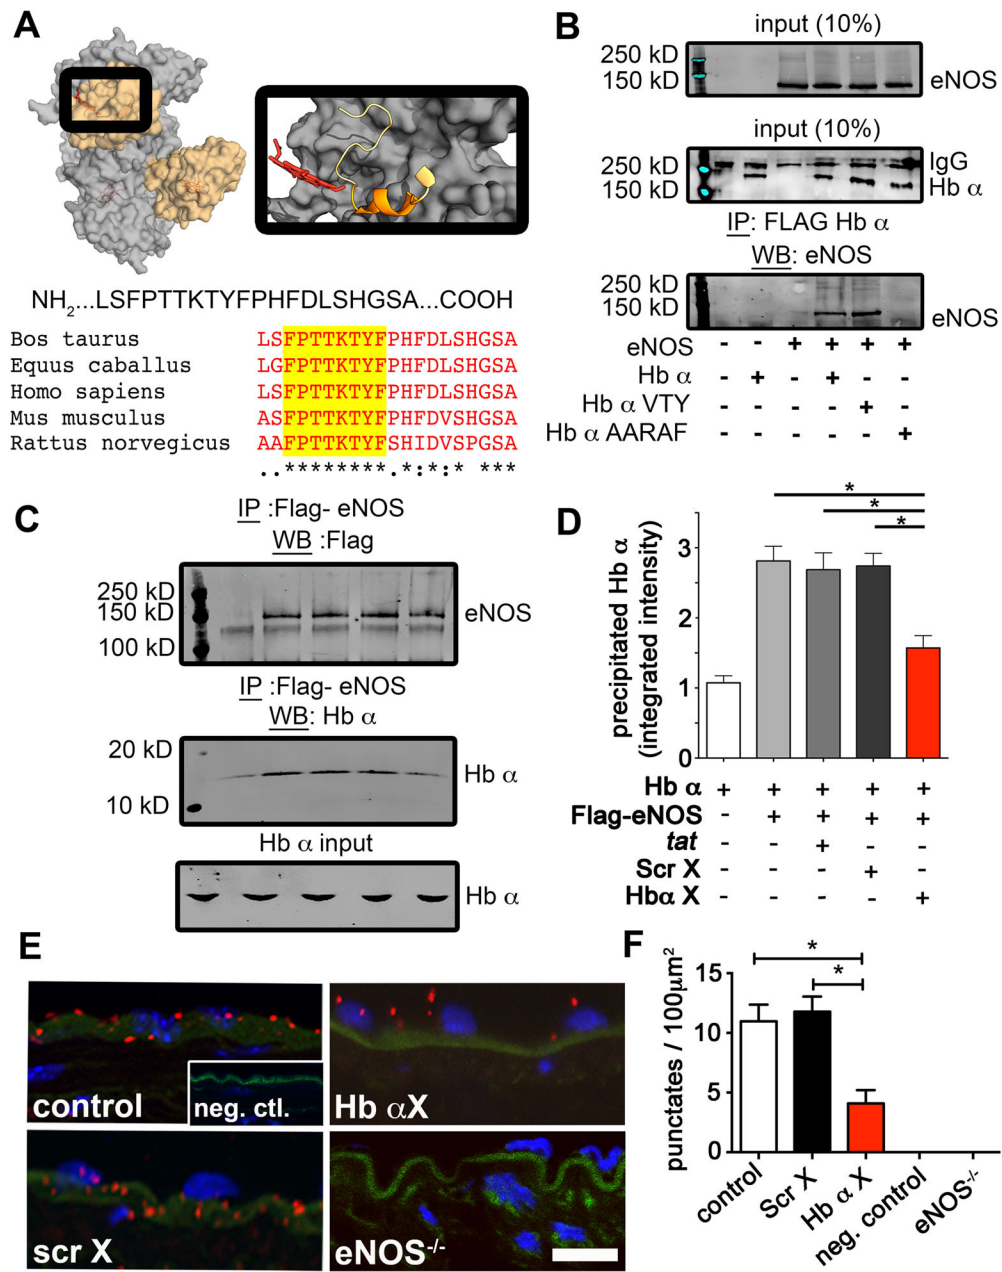 A
NH2...LSFPTTKTYFPHFDLSHGSA...COOH
Bos taurus LSFPTTKTYFPHFDLSHGSA
Equus caballus LGFPTTKTYFPHFDLSHGSA
Homo sapiens LSFPTTKTYFPHFDLSHGSA
Mus musculus ASFPTTKTYFPHFDVSHGSA
Rattus norvegicus AAFPTTKTYFSHIDVSPGSA
..********.*:*:* ***
B
input (10%)
250 kD
150 kD
eNOS
input (10%)
250 kD
150 kD
IgG
Hb α
IP: FLAG Hb α
WB: eNOS
250 kD
150 kD
eNOS
eNOS - - + + + +
Hb α - + - + - -
Hb α VTY - - - - + -
Hb α AARAF - - - - - +
C
IP :Flag- eNOS
WB :Flag
250 kD
150 kD
100 kD
eNOS
IP :Flag- eNOS
WB: Hb α
20 kD
10 kD
Hb α
Hb α input
Hb α
D
* 
*
*
precipitated Hb α
(integrated intensity)
3
2
1
0
Hb α + + + + +
Flag-eNOS - + + + +
tat - - + - -
Scr X - - - + -
Hbα X - - - - +
E
control
neg. ctl.
Hb αX
scr X
eNOS-/-
F
*
*
punctates / 100µm2
15
10
5
0
control
Scr X
Hb α X
neg. control
eNOS-/-